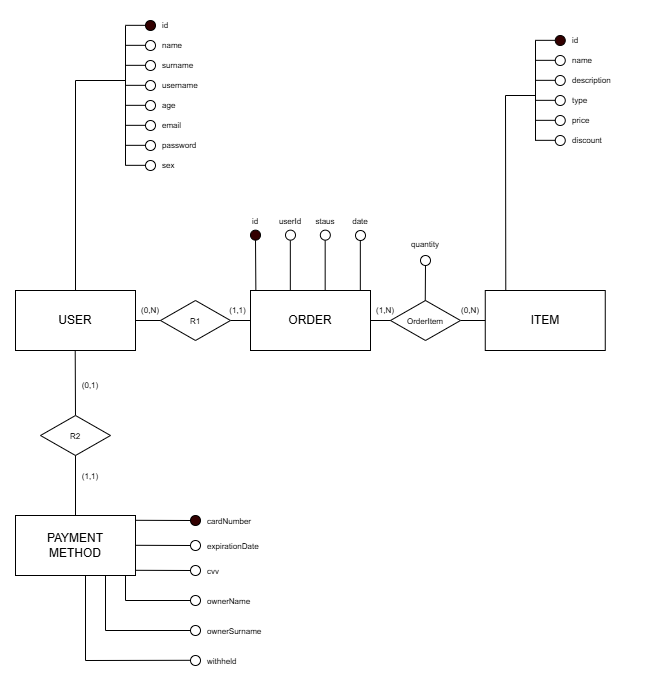 id
name
surname
username
age
email
password
sex
id
name
description
type
price
discount
id
userId
staus
date
quantity
USER
(0,N)
R1
(1,1)
ORDER
(1,N)
OrderItem
(0,N)
ITEM
(0,1)
R2
(1,1)
PAYMENT
METHOD
cardNumber
expirationDate
cvv
ownerName
ownerSurname
withheld